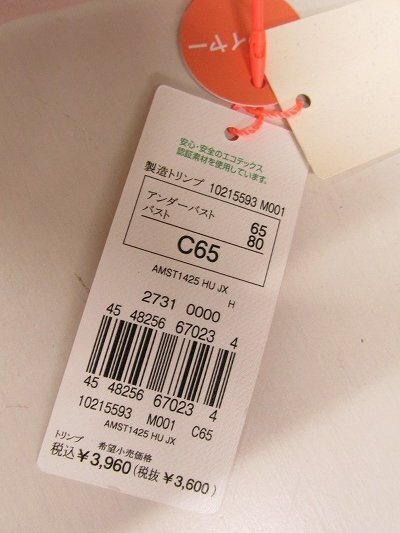 イヤー
安心・安全のエコテックス
認証素材を使用しています。
製造トリンプ 10215593 M001
アンダーバスト 65
バスト 80
C65
AMST1425 HU JX H
2731 0000
45 48256 67023 4
45 48256 67023 4
10215593 M001 C65
AMST1425 HU JX
トリンプ 希望小売価格
税込¥3,960(税抜¥3,600)